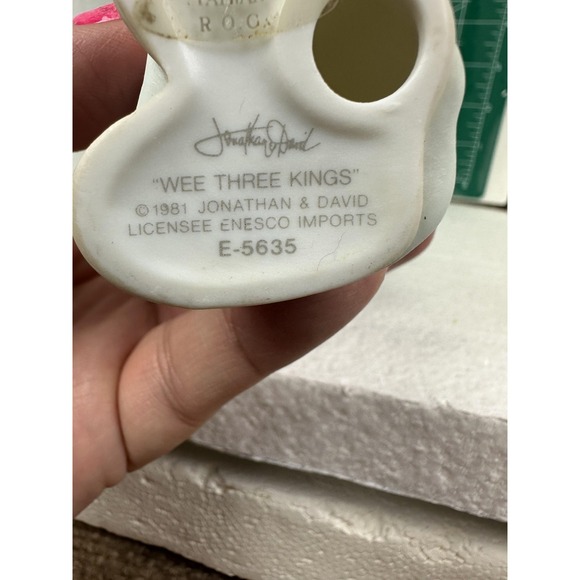 R.O.C.
Jonathan & David
"WEE THREE KINGS"
© 1981 JONATHAN & DAVID
LICENSEE ENESCO IMPORTS
E-5635